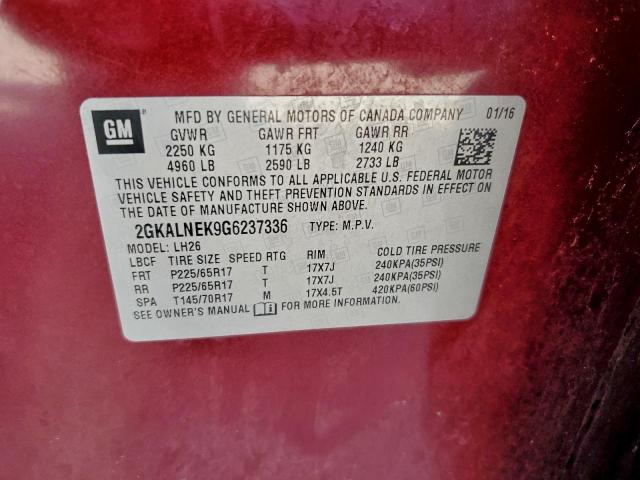 GM
MFD BY GENERAL MOTORS OF CANADA COMPANY 01/16
GVWR GAWR FRT GAWR RR
2250 KG 1175 KG 1240 KG
4960 LB 2590 LB 2733 LB
THIS VEHICLE CONFORMS TO ALL APPLICABLE U.S. FEDERAL MOTOR
VEHICLE SAFETY AND THEFT PREVENTION STANDARDS IN EFFECT ON
THE DATE OF MANUFACTURE SHOWN ABOVE.
2GKALNEK9G6237336 TYPE: M.P.V.
MODEL: LH26
LBCF TIRE SIZE SPEED RTG RIM COLD TIRE PRESSURE
FRT P225/65R17 T 17X7J 240KPA(35PSI)
RR P225/65R17 T 17X7J 240KPA(35PSI)
SPA T145/70R17 M 17X4.5T 420KPA(60PSI)
SEE OWNER'S MANUAL FOR MORE INFORMATION.